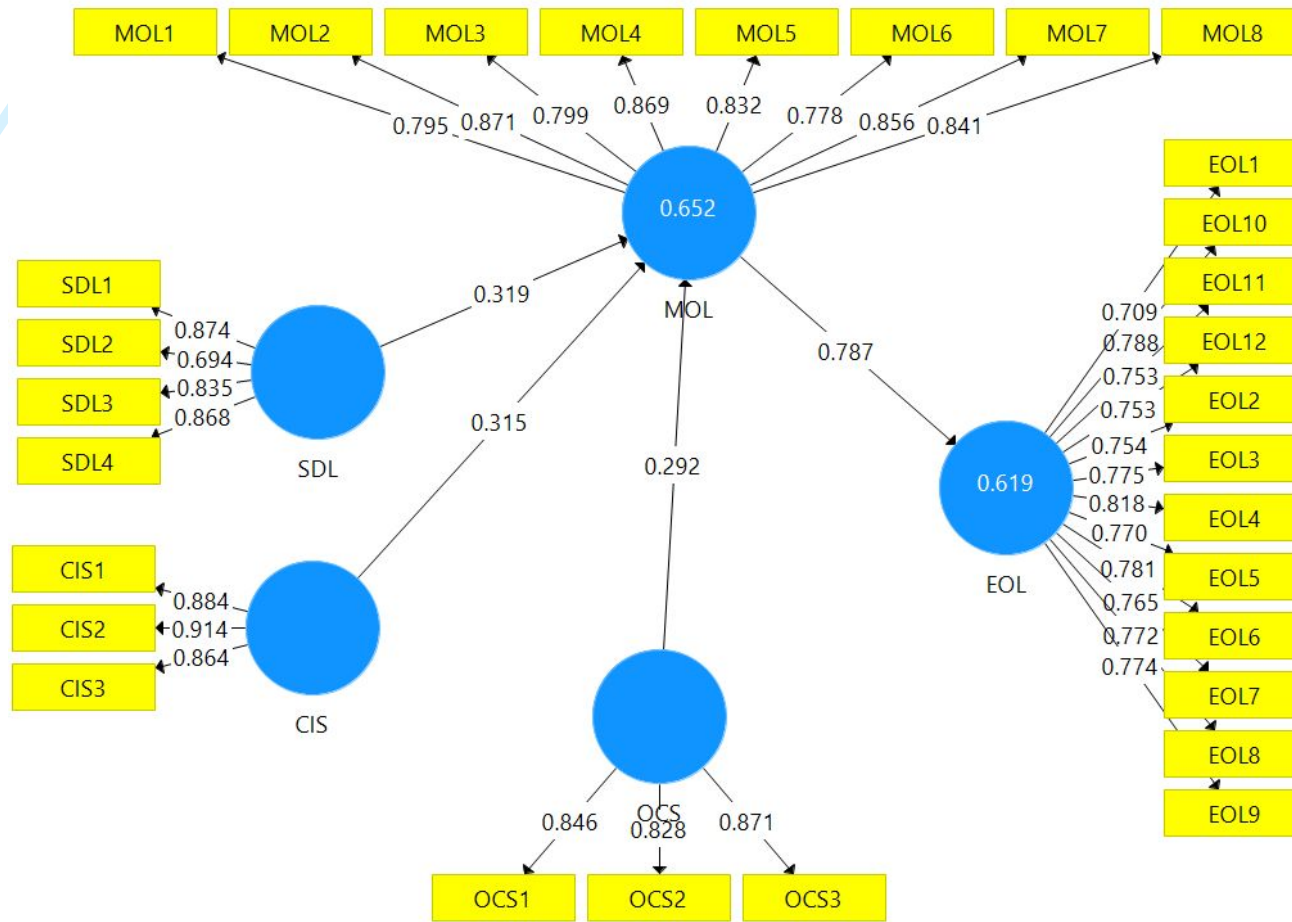 MOL1 MOL2 MOL3 MOL4 MOL5 MOL6 MOL7 MOL8
0.795 0.871 0.799 0.869 0.832 0.778 0.856 0.841
0.652
MOL
SDL1
SDL2
SDL3
SDL4
0.874
0.694
0.835
0.868
SDL
0.319
CIS1
CIS2
CIS3
0.884
0.914
0.864
CIS
0.315
0.292
OCS
0.846 0.828 0.871
OCS1 OCS2 OCS3
0.787
0.619
EOL
0.709
0.788
0.753
0.753
0.754
0.775
0.818
0.770
0.781
0.765
0.772
0.774
EOL1
EOL10
EOL11
EOL12
EOL2
EOL3
EOL4
EOL5
EOL6
EOL7
EOL8
EOL9